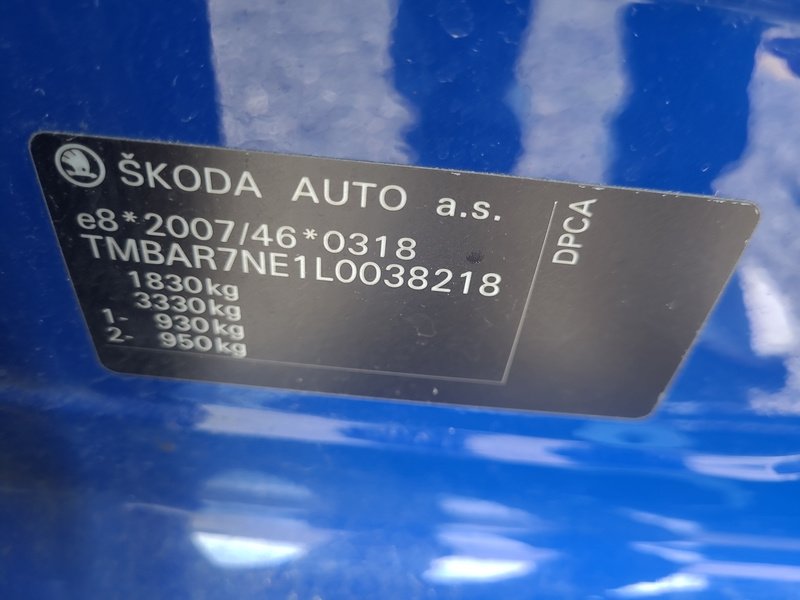 ŠKODA AUTO a.s.
e8*2007/46*0318
TMBAR7NE1L0038218
1830kg
3330kg
1- 930kg
2- 950kg
DPCA